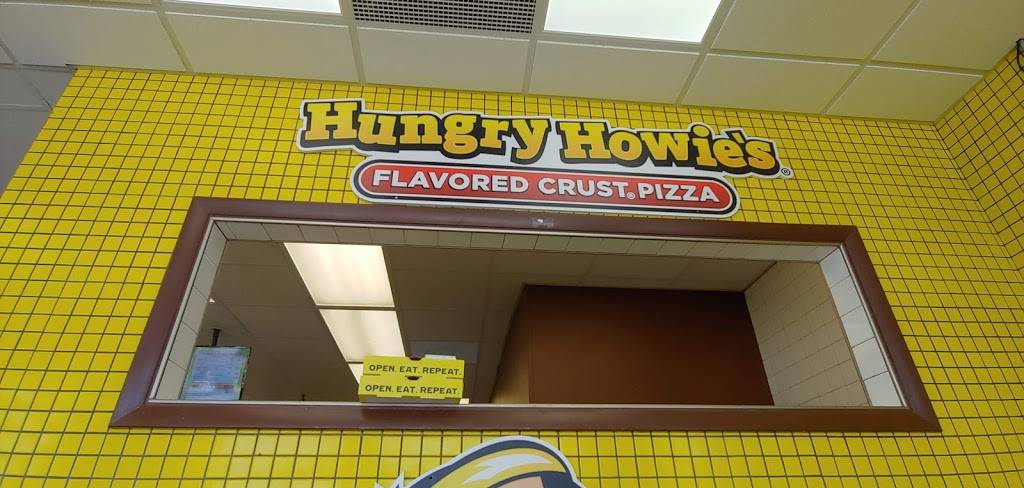 Hungry Howie's®
FLAVORED CRUST® PIZZA
OPEN. EAT. REPEAT.
OPEN. EAT. REPEAT.